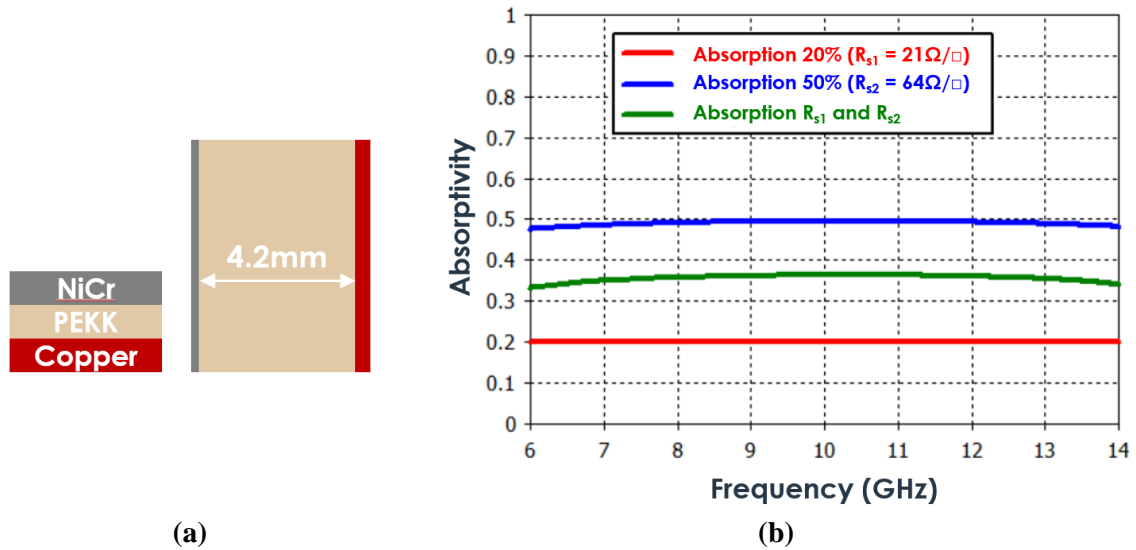 NiCr
PEKK
Copper
4.2mm
(a)
Absorptivity
1
0.9
0.8
0.7
0.6
0.5
0.4
0.3
0.2
0.1
0
Absorption 20% (Rs1 = 21Ω/□)
Absorption 50% (Rs2 = 64Ω/□)
Absorption Rs1 and Rs2
6 7 8 9 10 11 12 13 14
Frequency (GHz)
(b)